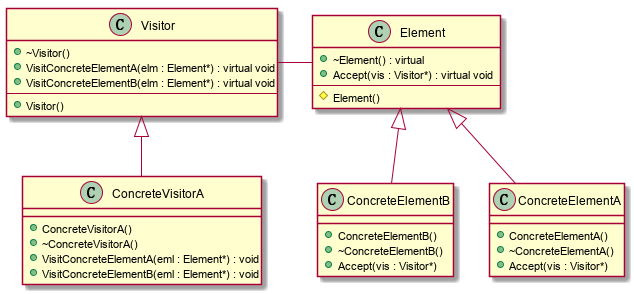 C Visitor
~Visitor()
VisitConcreteElementA(elm : Element*) : virtual void
VisitConcreteElementB(elm : Element*) : virtual void
Visitor()
C Element
~Element() : virtual
Accept(vis : Visitor*) : virtual void
Element()
C ConcreteVisitorA
ConcreteVisitorA()
~ConcreteVisitorA()
VisitConcreteElementA(eml : Element*) : void
VisitConcreteElementB(eml : Element*) : void
C ConcreteElementB
ConcreteElementB()
~ConcreteElementB()
Accept(vis : Visitor*)
C ConcreteElementA
ConcreteElementA()
~ConcreteElementA()
Accept(vis : Visitor*)